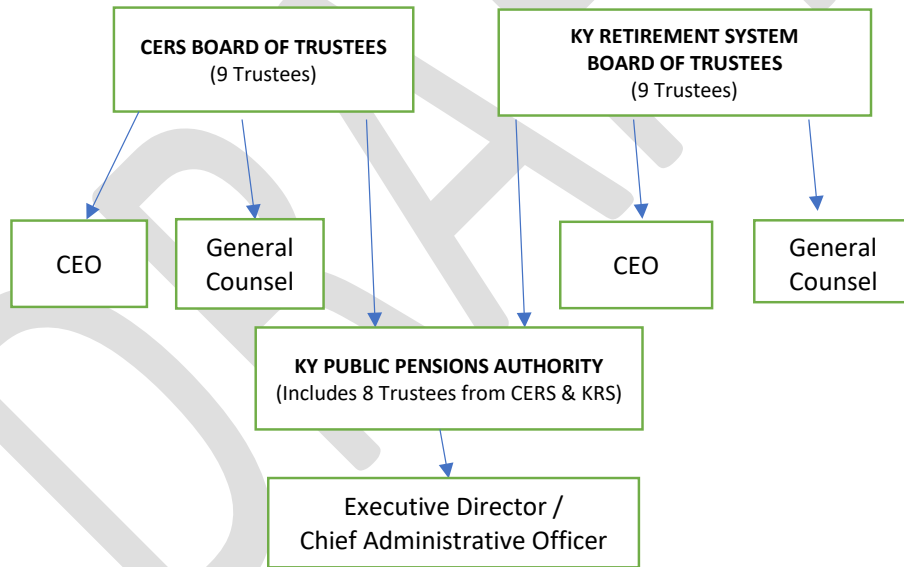 CERS BOARD OF TRUSTEES
(9 Trustees)
KY RETIREMENT SYSTEM
BOARD OF TRUSTEES
(9 Trustees)
CEO
General
Counsel
CEO
General
Counsel
KY PUBLIC PENSIONS AUTHORITY
(Includes 8 Trustees from CERS & KRS)
Executive Director /
Chief Administrative Officer
DRAFT